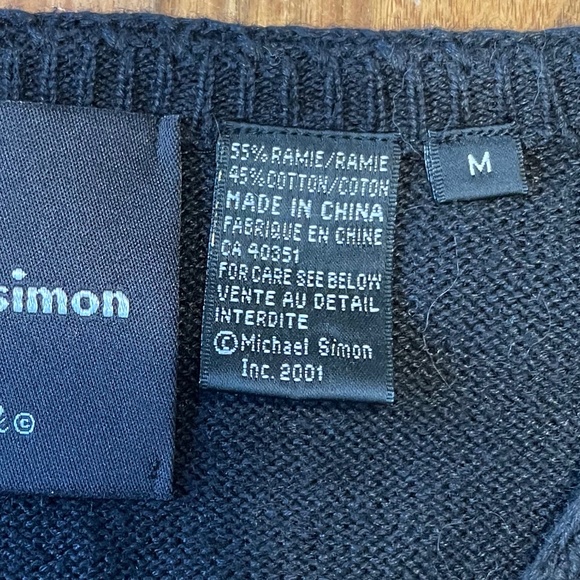 simon
©
55% RAMIE/RAMIE
45% COTTON/COTON
MADE IN CHINA
FABRIQUE EN CHINE
CA 40351
FOR CARE SEE BELOW
VENTE AU DETAIL
INTERDITE
©Michael Simon
Inc. 2001
M